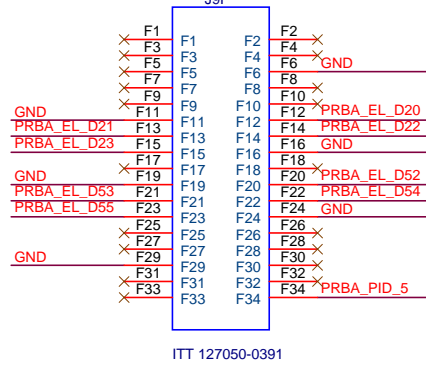 F1 F1 F2 F2
F3 F3 F4 F4
F5 F5 F6 F6 GND
F7 F7 F8 F8
F9 F9 F10 F10
GND F11 F11 F12 F12 PRBA_EL_D20
PRBA_EL_D21 F13 F13 F14 F14 PRBA_EL_D22
PRBA_EL_D23 F15 F15 F16 F16 GND
F17 F17 F18 F18
GND F19 F19 F20 F20 PRBA_EL_D52
PRBA_EL_D53 F21 F21 F22 F22 PRBA_EL_D54
PRBA_EL_D55 F23 F23 F24 F24 GND
F25 F25 F26 F26
F27 F27 F28 F28
GND F29 F29 F30 F30
F31 F31 F32 F32
F33 F33 F34 F34 PRBA_PID_5
ITT 127050-0391